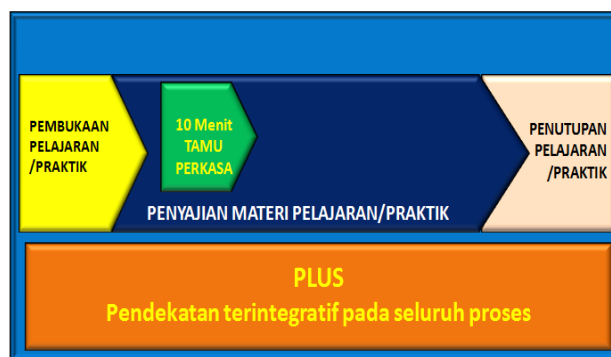 PEMBUKAAN
PELAJARAN
/PRAKTIK
10 Menit
TAMU
PERKASA
PENYAJIAN MATERI PELAJARAN/PRAKTIK
PENUTUPAN
PELAJARAN
/PRAKTIK
PLUS
Pendekatan terintegratif pada seluruh proses